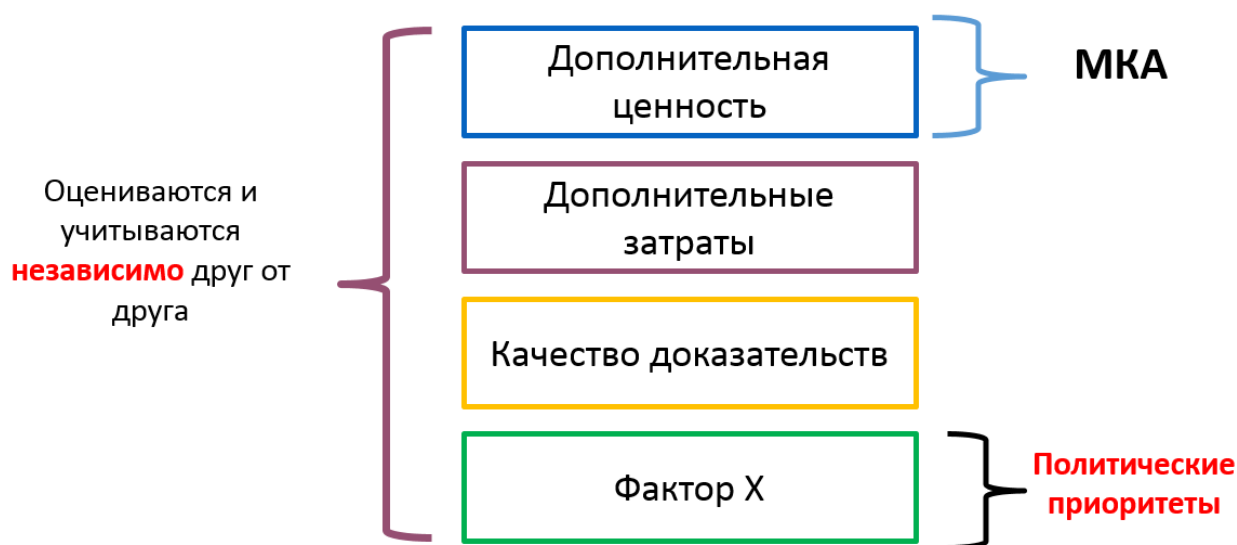 Оцениваются и
учитываются
независимо друг от
друга
Дополнительная
ценность
МКА
Дополнительные
затраты
Качество доказательств
Фактор X
Политические
приоритеты